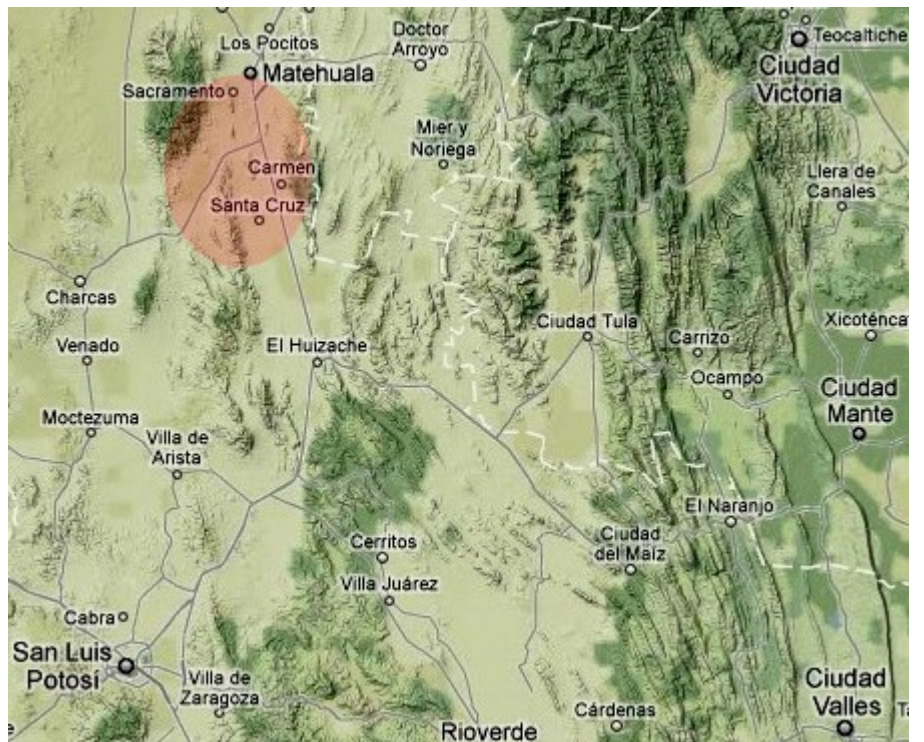 Los Pocitos
Doctor
Arroyo
Teocaltiche
Matehuala
Ciudad
Victoria
Sacramento
Mier y
Noriega
Carmen
Llera de
Canales
Santa Cruz
Charcas
Ciudad Tula
Xicoténcat
Carrizo
Venado
El Huizache
Ocampo
Ciudad
Mante
Moctezuma
Villa de
Arista
El Naranjo
Cerritos
Ciudad
del Maíz
Villa Juárez
Cabra
San Luis
Potosí
Villa de
Zaragoza
Ciudad
Valles
Cárdenas
Rioverde